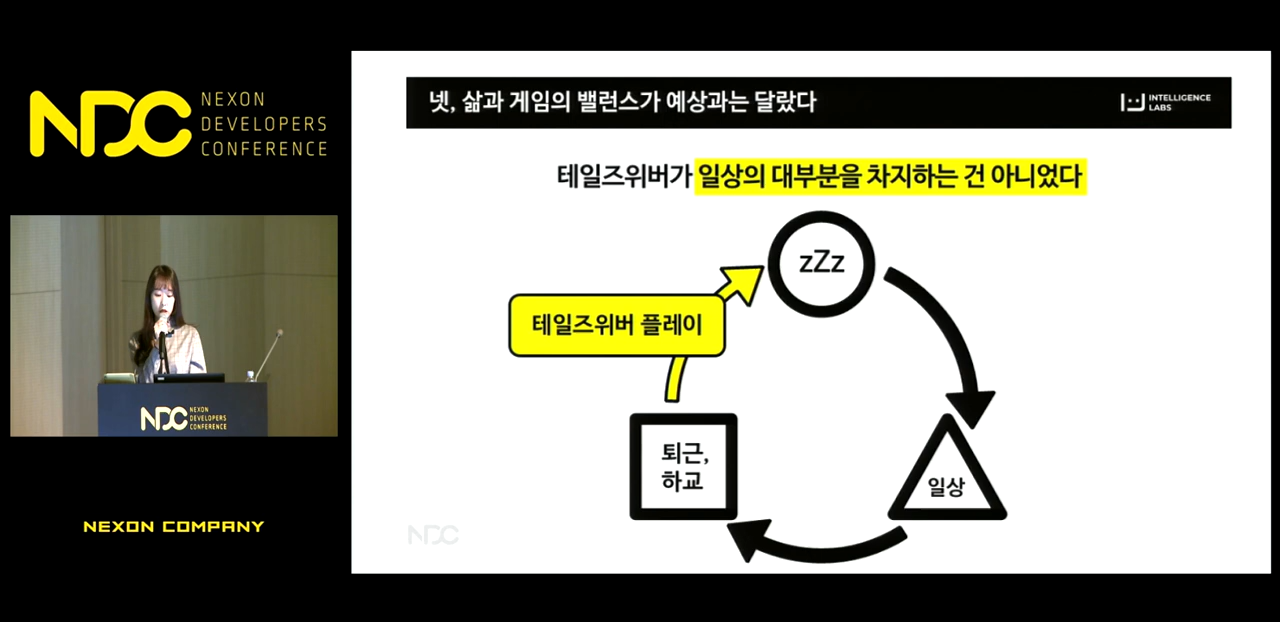 NDC
NEXON
DEVELOPERS
CONFERENCE
넷, 삶과 게임의 밸런스가 예상과는 달랐다
INTELLIGENCE
LABS
테일즈위버가 일상의 대부분을 차지하는 건 아니었다
zZz
테일즈위버 플레이
퇴근,
하교
일상
NDC
NDC
NEXON
DEVELOPERS
CONFERENCE
NEXON COMPANY